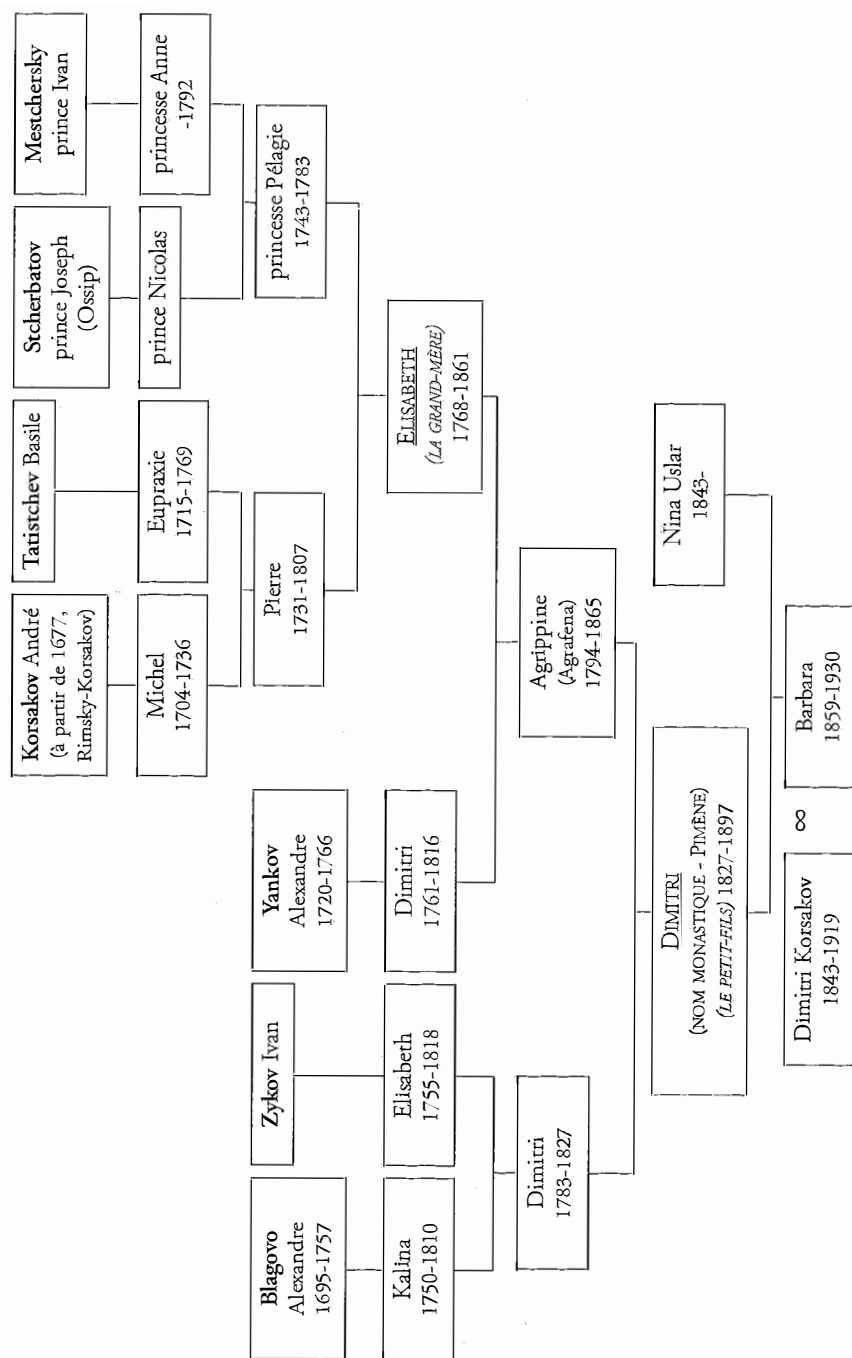 Mestchersky
prince Ivan
Stcherbatov
prince Joseph
(Ossip)
Tatistchev Basile
Korsakov André
(à partir de 1677,
Rimsky-Korsakov)
princesse Anne
-1792
prince Nicolas
Eupraxie
1715-1769
Michel
1704-1736
princesse Pélagie
1743-1783
Pierre
1731-1807
Yankov
Alexandre
1720-1766
Zykov Ivan
Blagovo
Alexandre
1695-1757
ELISABETH
(LA GRAND-MÈRE)
1768-1861
Dimitri
1761-1816
Elisabeth
1755-1818
Kalina
1750-1810
Agrippine
(Agrafena)
1794-1865
Dimitri
1783-1827
Nina Uslar
1843-
DIMITRI
(NOM MONASTIQUE - PIMÈNE)
(LE PETIT-FILS) 1827-1897
Barbara
1859-1930
∞
Dimitri Korsakov
1843-1919